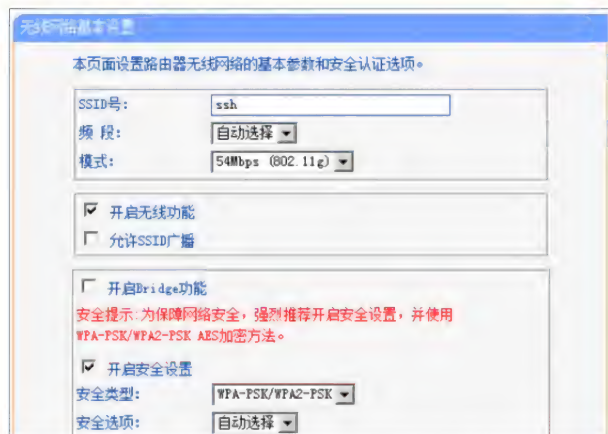 无线网络基本设置
本页面设置路由器无线网络的基本参数和安全认证选项。
SSID号: ssh
频 段: 自动选择
模式: 54Mbps (802.11g)
开启无线功能
允许SSID广播
开启Bridge功能
安全提示:为保障网络安全，强烈推荐开启安全设置，并使用
WPA-PSK/WPA2-PSK AES加密方法。
开启安全设置
安全类型: WPA-PSK/WPA2-PSK
安全选项: 自动选择